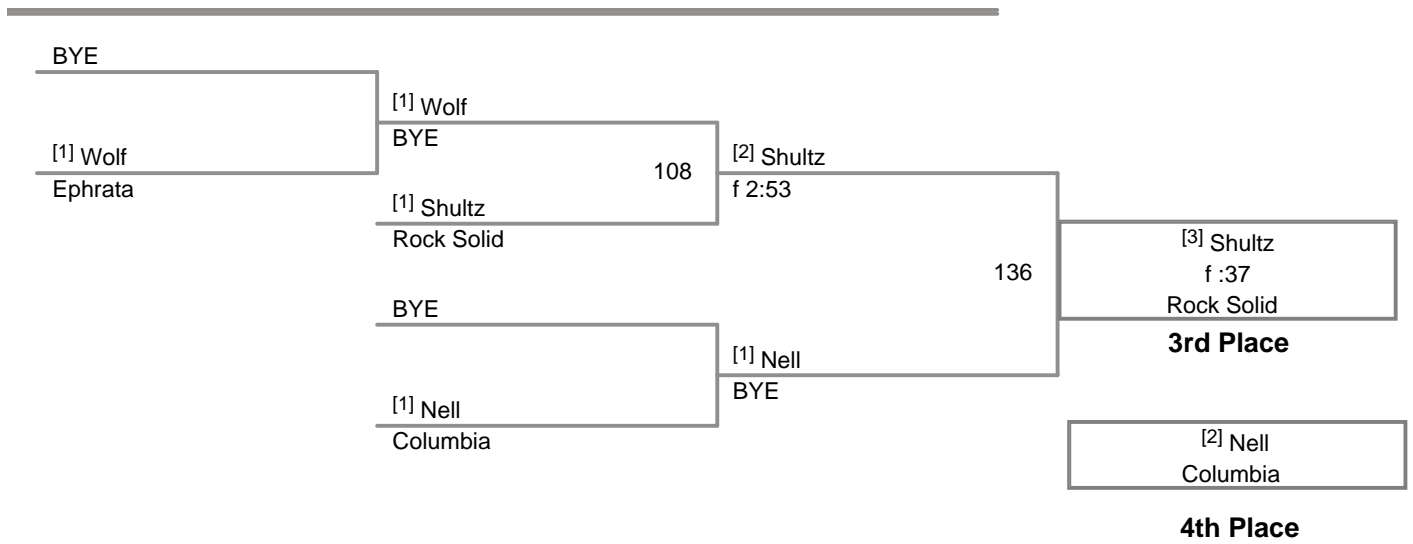 BYE
[1] Wolf
Ephrata
[1] Wolf
BYE
108
[1] Shultz
Rock Solid
BYE
[1] Nell
Columbia
[2] Shultz
f 2:53
136
[1] Nell
BYE
[3] Shultz
f :37
Rock Solid
3rd Place
[2] Nell
Columbia
4th Place